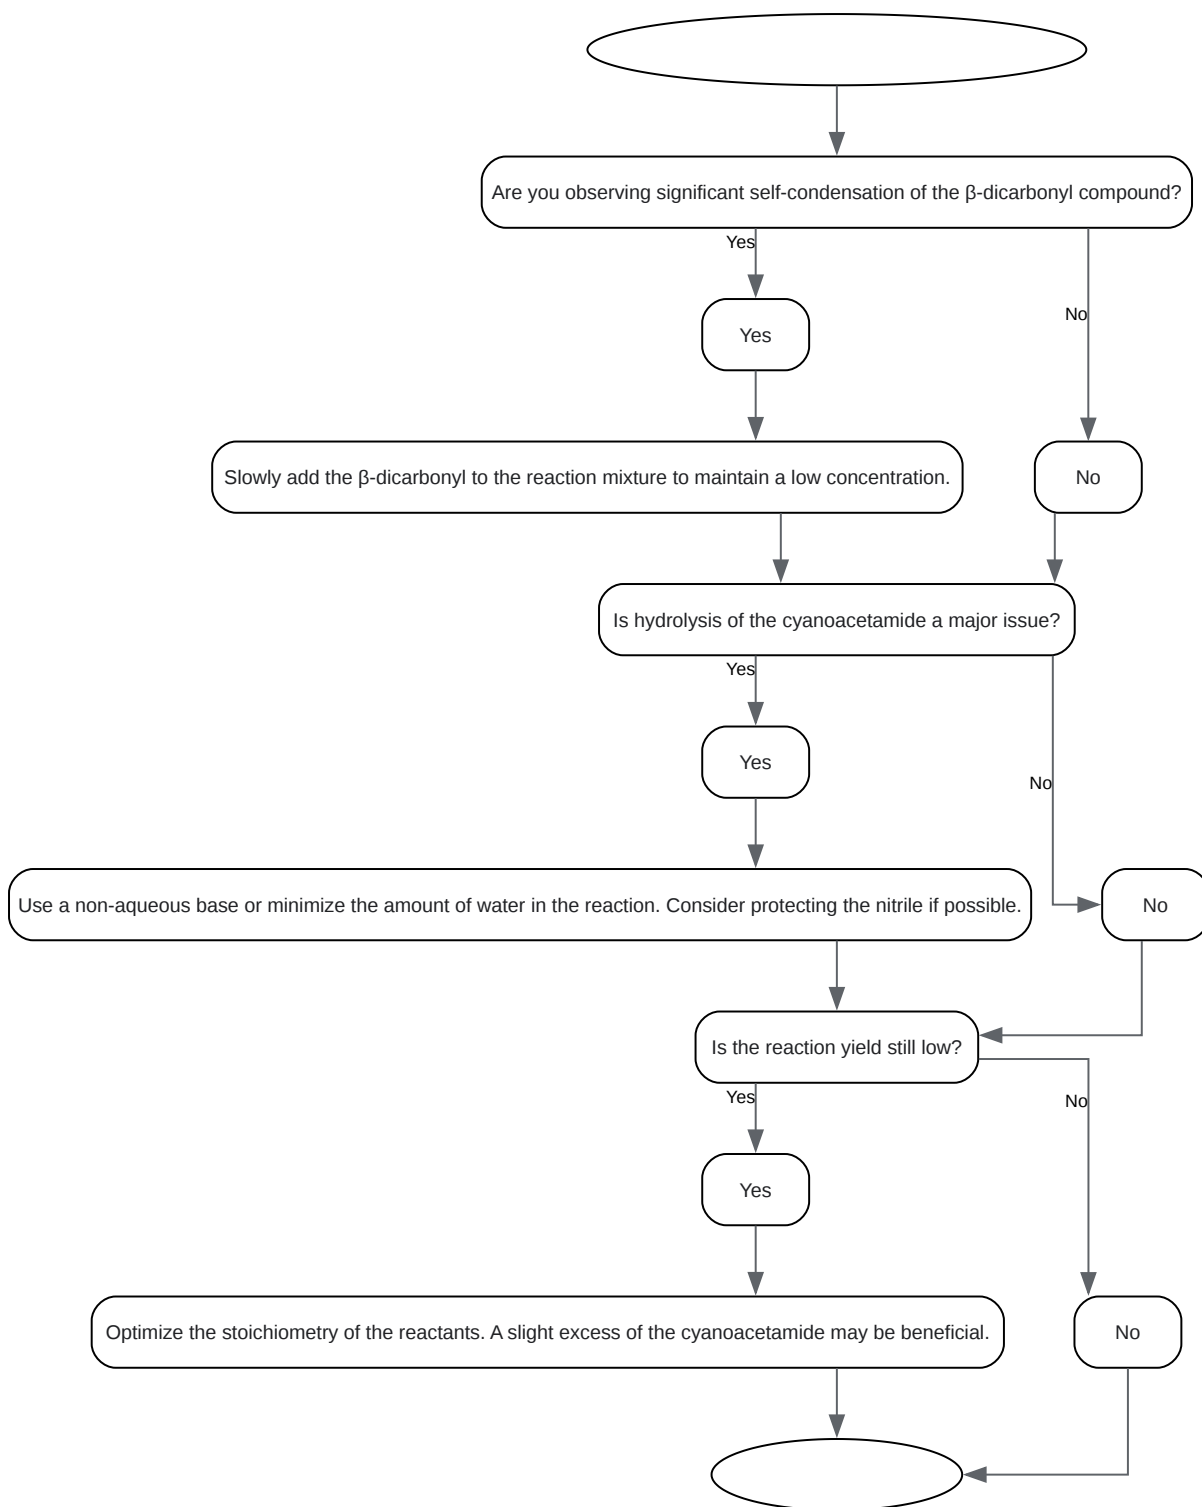 Are you observing significant self-condensation of the β-dicarbonyl compound?
Yes
No
Yes
Slowly add the β-dicarbonyl to the reaction mixture to maintain a low concentration.
No
Is hydrolysis of the cyanoacetamide a major issue?
Yes
Yes
No
Use a non-aqueous base or minimize the amount of water in the reaction. Consider protecting the nitrile if possible.
No
Is the reaction yield still low?
Yes
No
Yes
Optimize the stoichiometry of the reactants. A slight excess of the cyanoacetamide may be beneficial.
No